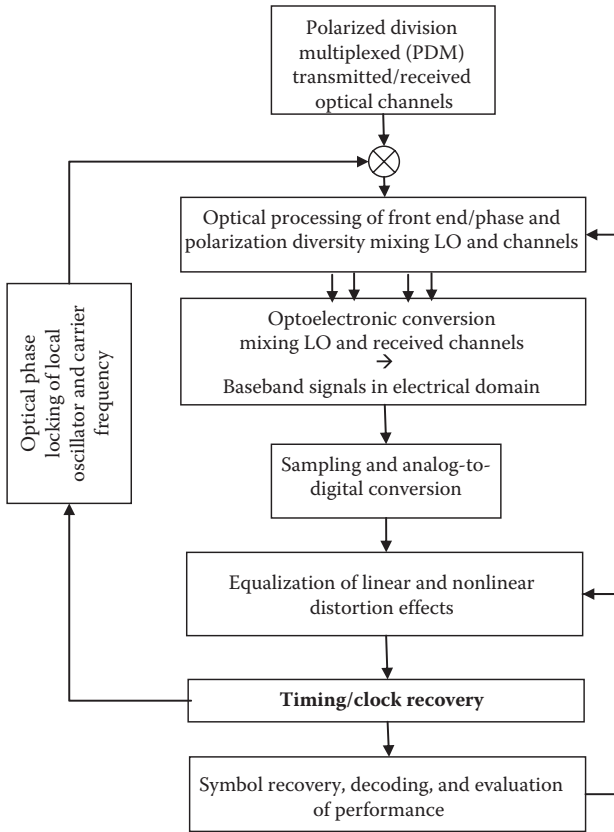 Polarized division
multiplexed (PDM)
transmitted/received
optical channels
Optical processing of front end/phase and
polarization diversity mixing LO and channels
Optoelectronic conversion
mixing LO and received channels
→
Baseband signals in electrical domain
Optical phase
locking of local
oscillator and carrier
frequency
Sampling and analog-to-
digital conversion
Equalization of linear and nonlinear
distortion effects
Timing/clock recovery
Symbol recovery, decoding, and evaluation
of performance